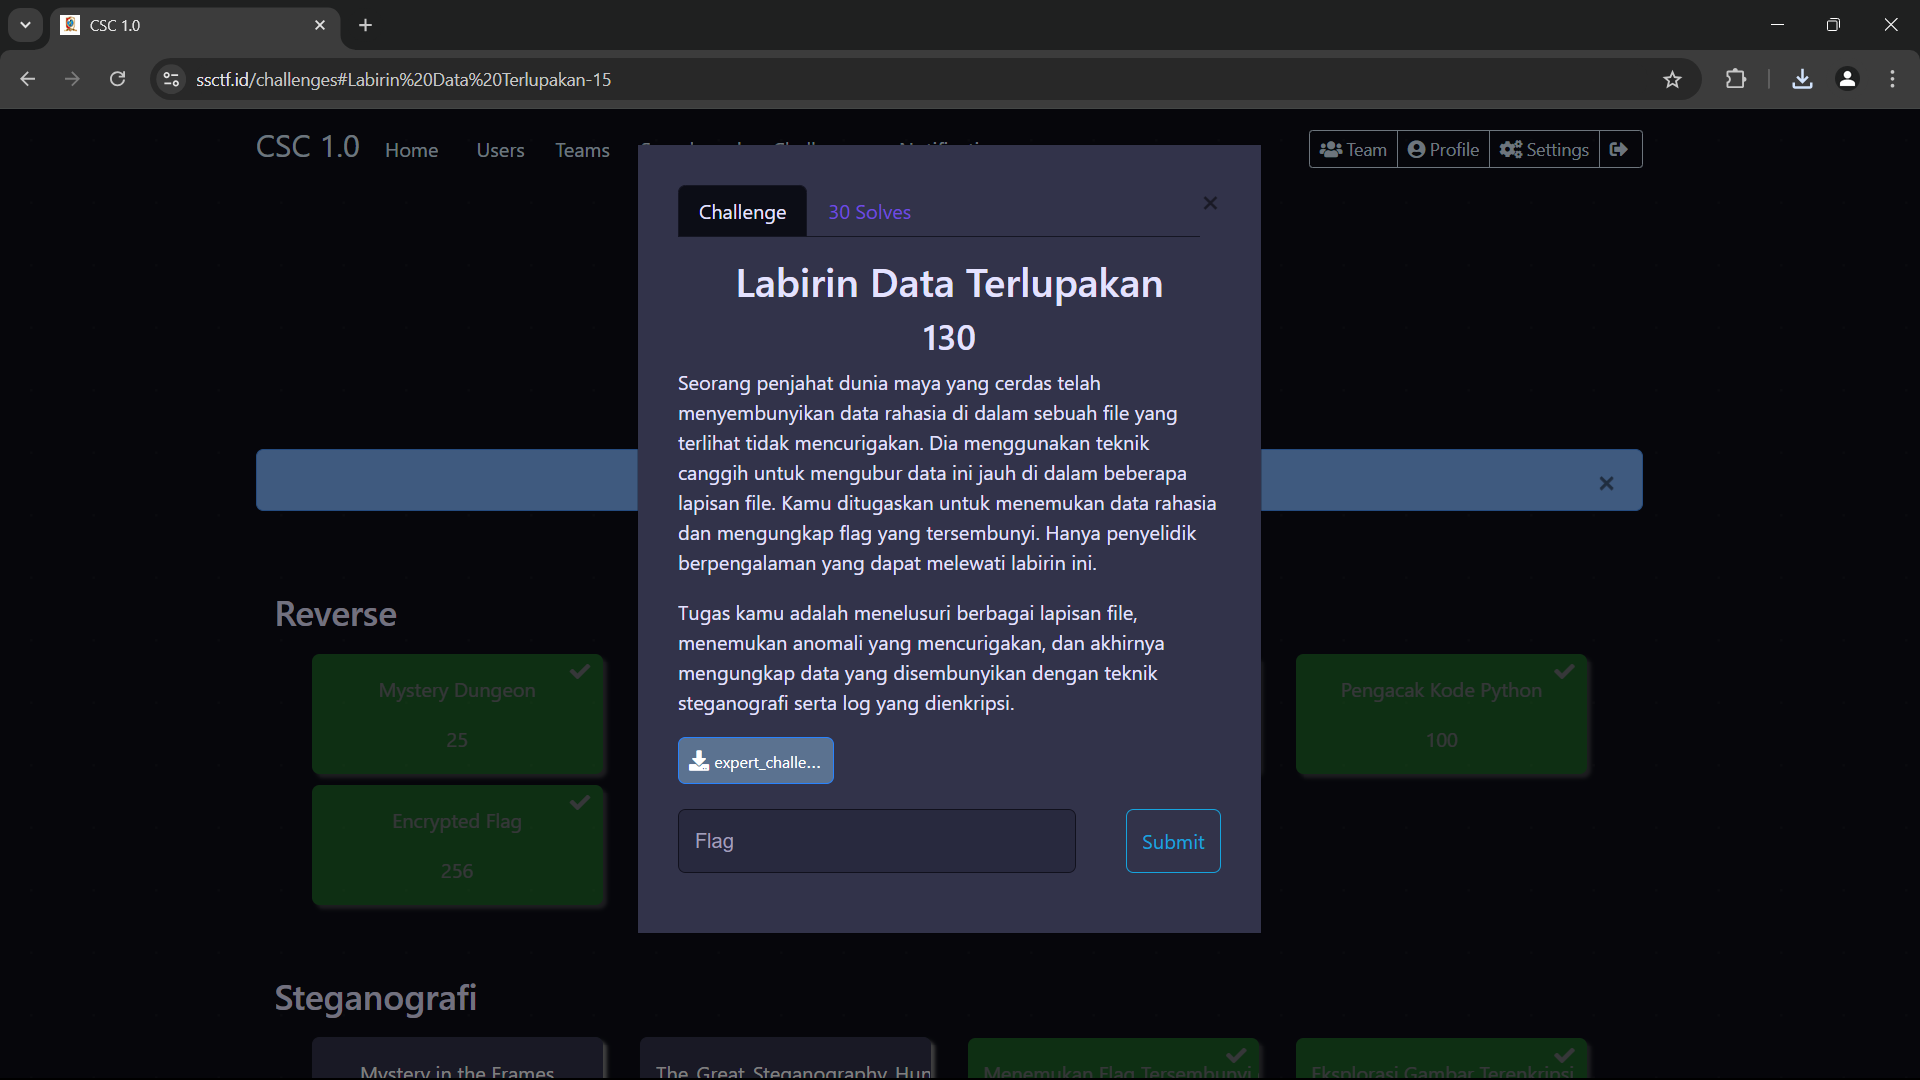 CSC 1.0
ssctf.id/challenges#Labirin%20Data%20Terlupakan-15
CSC 1.0 Home Users Teams
Team Profile Settings
Challenge 30 Solves
Labirin Data Terlupakan
130
Seorang penjahat dunia maya yang cerdas telah
menyembunyikan data rahasia di dalam sebuah file yang
terlihat tidak mencurigakan. Dia menggunakan teknik
canggih untuk mengubur data ini jauh di dalam beberapa
lapisan file. Kamu ditugaskan untuk menemukan data rahasia
dan mengungkap flag yang tersembunyi. Hanya penyelidik
berpengalaman yang dapat melewati labirin ini.
Tugas kamu adalah menelusuri berbagai lapisan file,
menemukan anomali yang mencurigakan, dan akhirnya
mengungkap data yang disembunyikan dengan teknik
steganografi serta log yang dienkripsi.
expert_challe...
Flag
Submit
Reverse
Mystery Dungeon
25
Pengacak Kode Python
100
Encrypted Flag
256
Steganografi
Mystery in the Frames
The Great Steganography Hun
Menemukan Flag Tersembunyi
Eksplorasi Gambar Terenkripsi